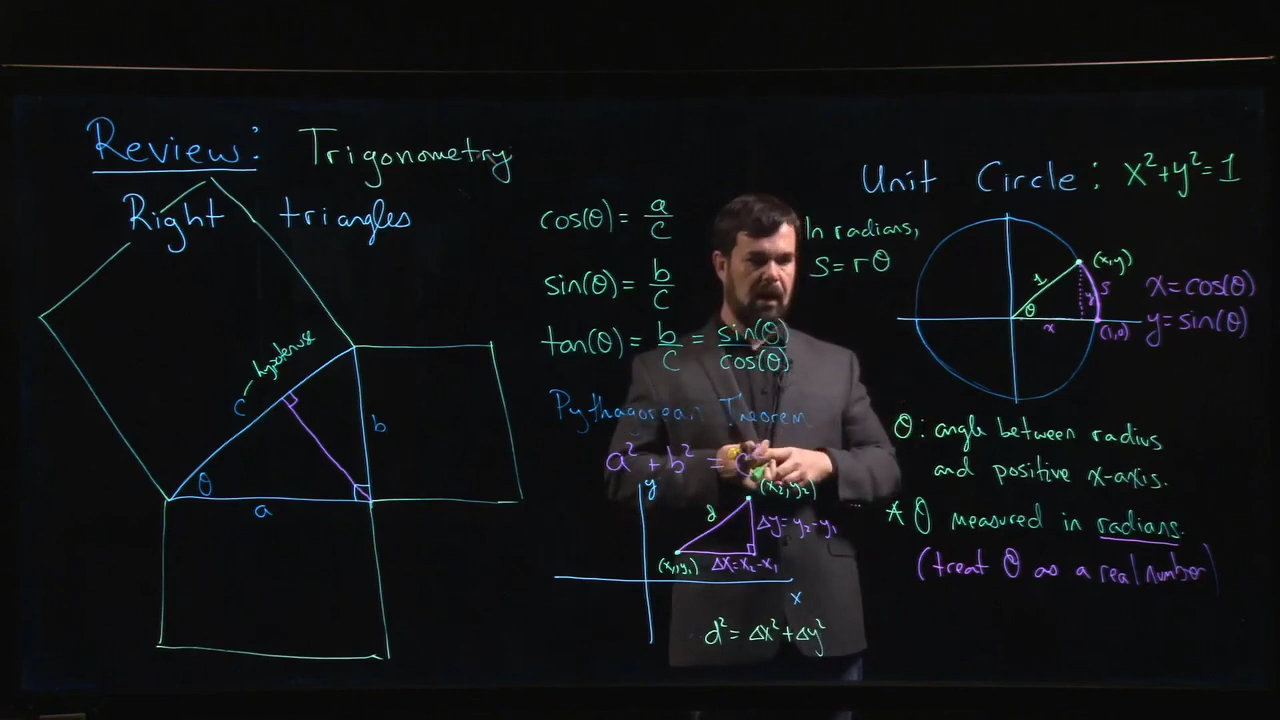 Review: Trigonometry
Right triangles
c
hypotenuse
b
θ
a
cos(θ) = a/c
sin(θ) = b/c
tan(θ) = b/c = sin(θ)/cos(θ)
Pythagorean Theorem
a² + b² = c²
y
(x₂, y₂)
d
Δy = y₂-y₁
(x₁, y₁)
Δx = x₂-x₁
x
d² = Δx² + Δy²
In radians,
s = rθ
Unit Circle: x²+y²=1
(x,y)
1
s
y
θ
x
(1,0)
x = cos(θ)
y = sin(θ)
θ: angle between radius
and positive x-axis.
* θ measured in radians.
(treat θ as a real number)